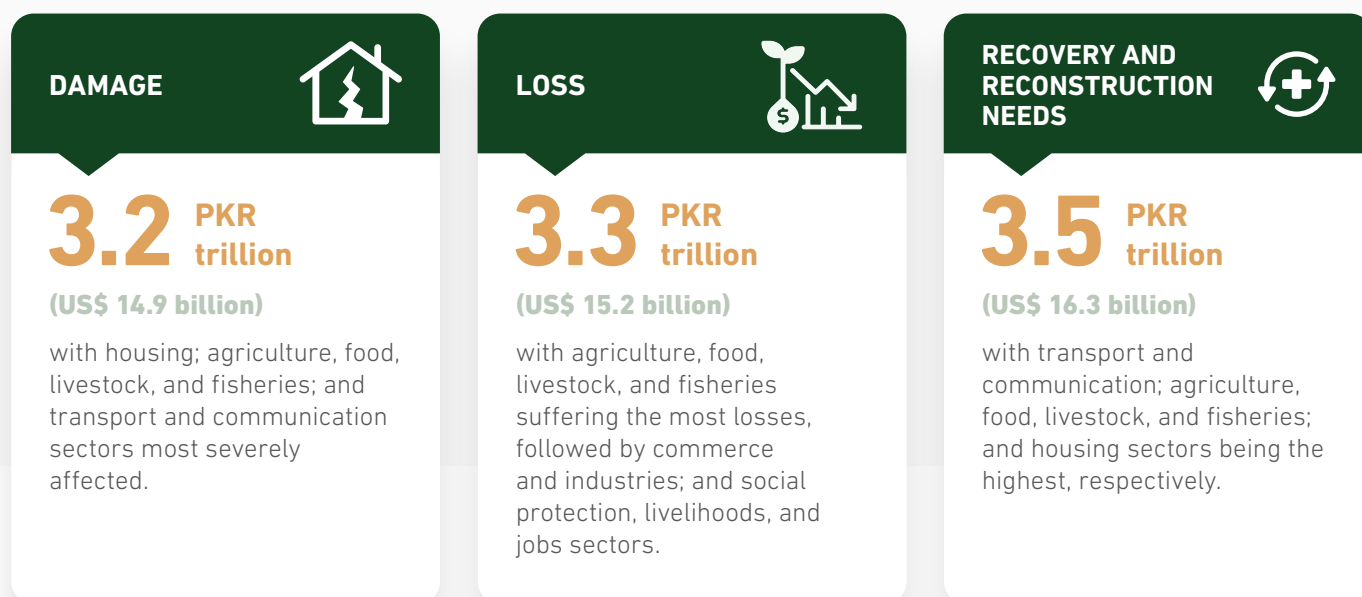 DAMAGE
3.2 PKR
trillion
(US$ 14.9 billion)
with housing; agriculture, food,
livestock, and fisheries; and
transport and communication
sectors most severely
affected.
LOSS
$
3.3 PKR
trillion
(US$ 15.2 billion)
with agriculture, food,
livestock, and fisheries
suffering the most losses,
followed by commerce
and industries; and social
protection, livelihoods, and
jobs sectors.
RECOVERY AND
RECONSTRUCTION
NEEDS
3.5 PKR
trillion
(US$ 16.3 billion)
with transport and
communication; agriculture,
food, livestock, and fisheries;
and housing sectors being the
highest, respectively.